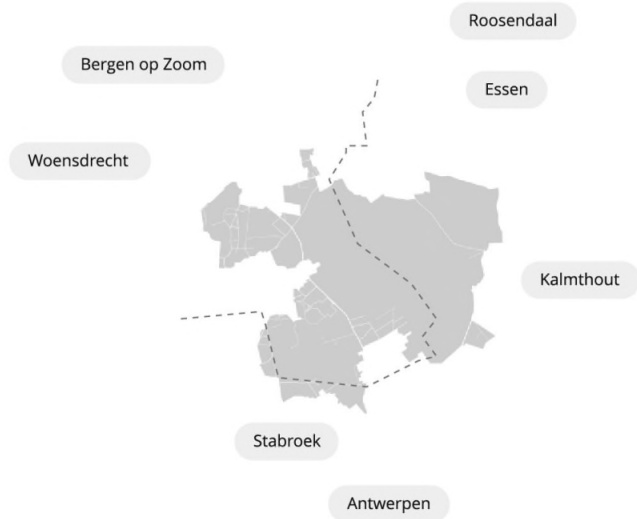 Roosendaal
Bergen op Zoom
Essen
Woensdrecht
Kalmthout
Stabroek
Antwerpen